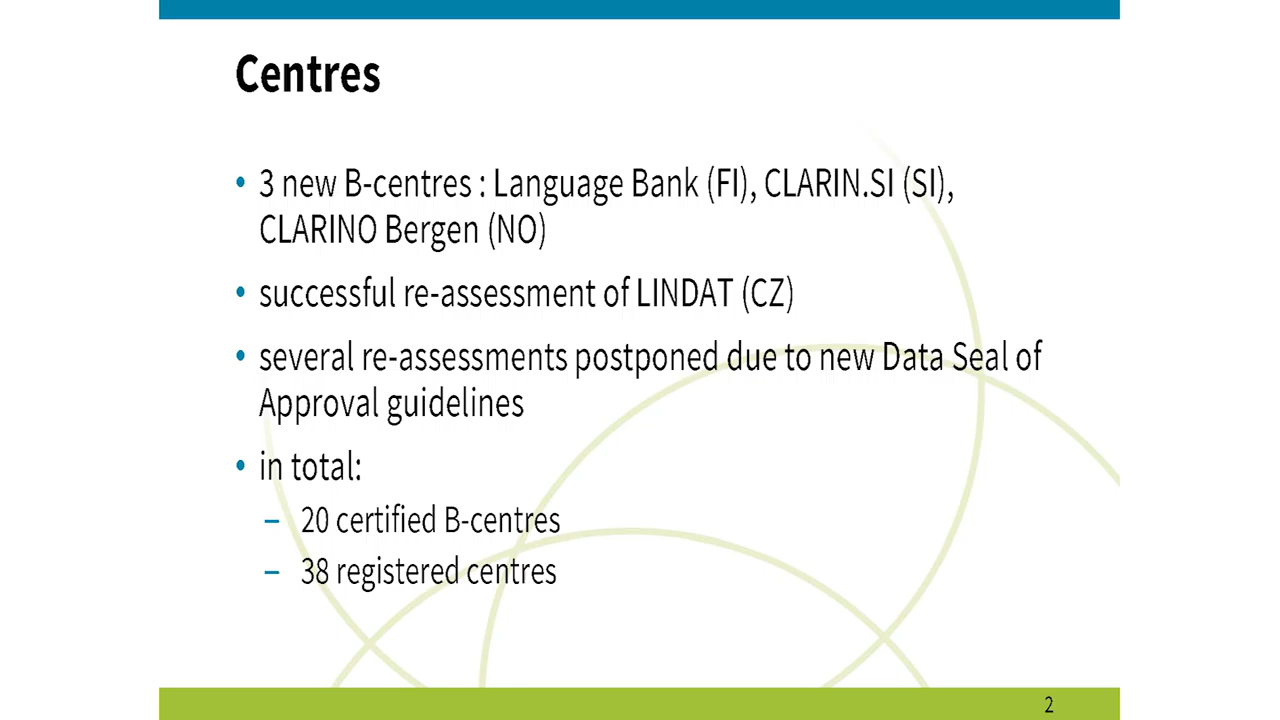 Centres
• 3 new B-centres : Language Bank (FI), CLARIN.SI (SI),
CLARINO Bergen (NO)
• successful re-assessment of LINDAT (CZ)
• several re-assessments postponed due to new Data Seal of
Approval guidelines
• in total:
– 20 certified B-centres
– 38 registered centres
2